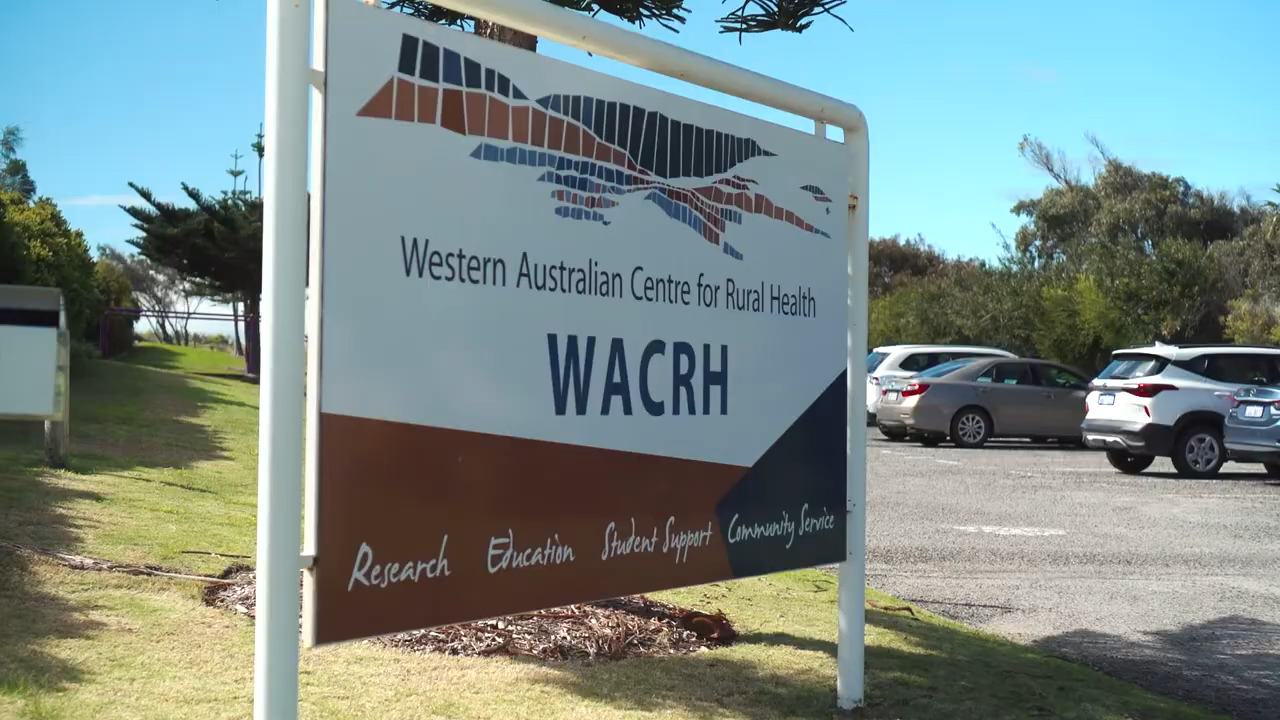 Western Australian Centre for Rural Health
WACRH
Research Education Student Support Community Service